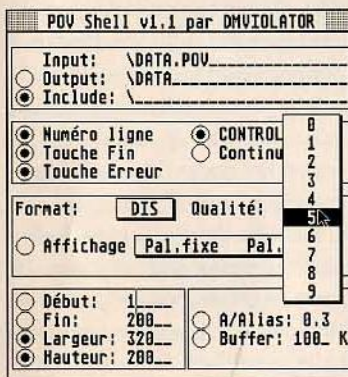 POV Shell v1.1 par DMVIOLATOR
Input: \DATA.POV
Output: \DATA
Include: \
Numéro ligne CONTROL
Touche Fin Continu
Touche Erreur
Format: DIS Qualité:
Affichage Pal.fixe Pal.
0
1
2
3
4
5
6
7
8
9
Début: 1
Fin: 200
Largeur: 320
Hauteur: 200
A/Alias: 0.3
Buffer: 100 K